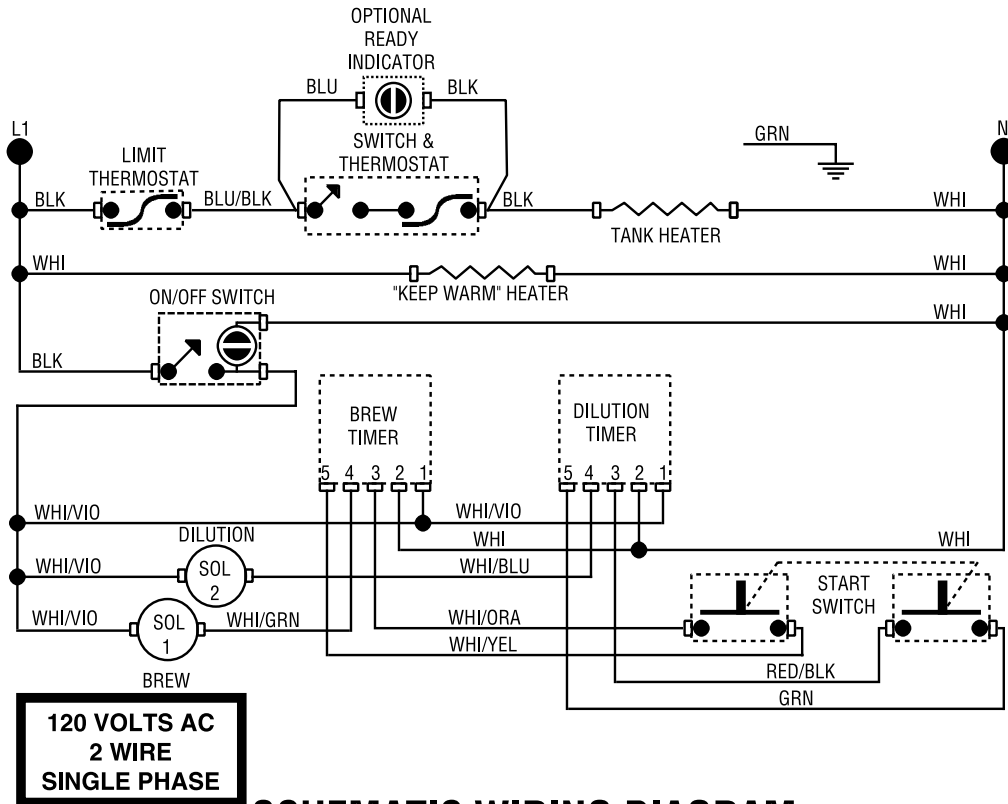 OPTIONAL
READY
INDICATOR
BLU
BLK
L1
LIMIT
THERMOSTAT
SWITCH &
THERMOSTAT
GRN
N
BLK
BLU/BLK
BLK
WHI
TANK HEATER
WHI
WHI
"KEEP WARM" HEATER
ON/OFF SWITCH
WHI
BLK
BREW
TIMER
DILUTION
TIMER
5 4 3 2 1
5 4 3 2 1
WHI/VIO
WHI/VIO
DILUTION
WHI
WHI
WHI/VIO
SOL
2
WHI/BLU
START
SWITCH
WHI/VIO
SOL
1
WHI/GRN
WHI/ORA
WHI/YEL
BREW
RED/BLK
GRN
120 VOLTS AC
2 WIRE
SINGLE PHASE
SCHEMATIC WIRING DIAGRAM